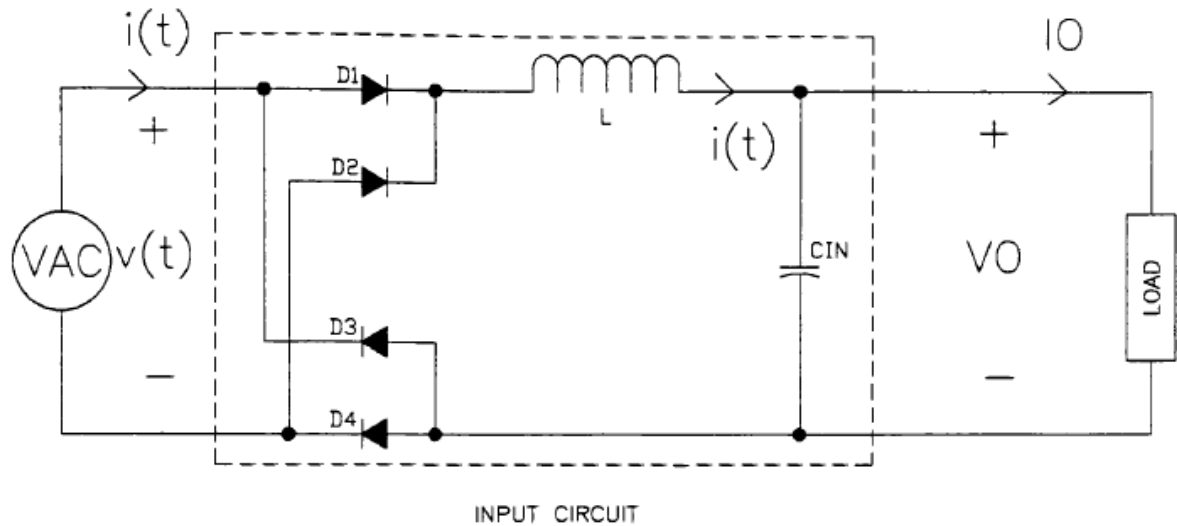 i(t)
IO
D1
+
L
i(t)
+
D2
VAC
v(t)
CIN
VO
LOAD
D3
−
−
D4
INPUT CIRCUIT